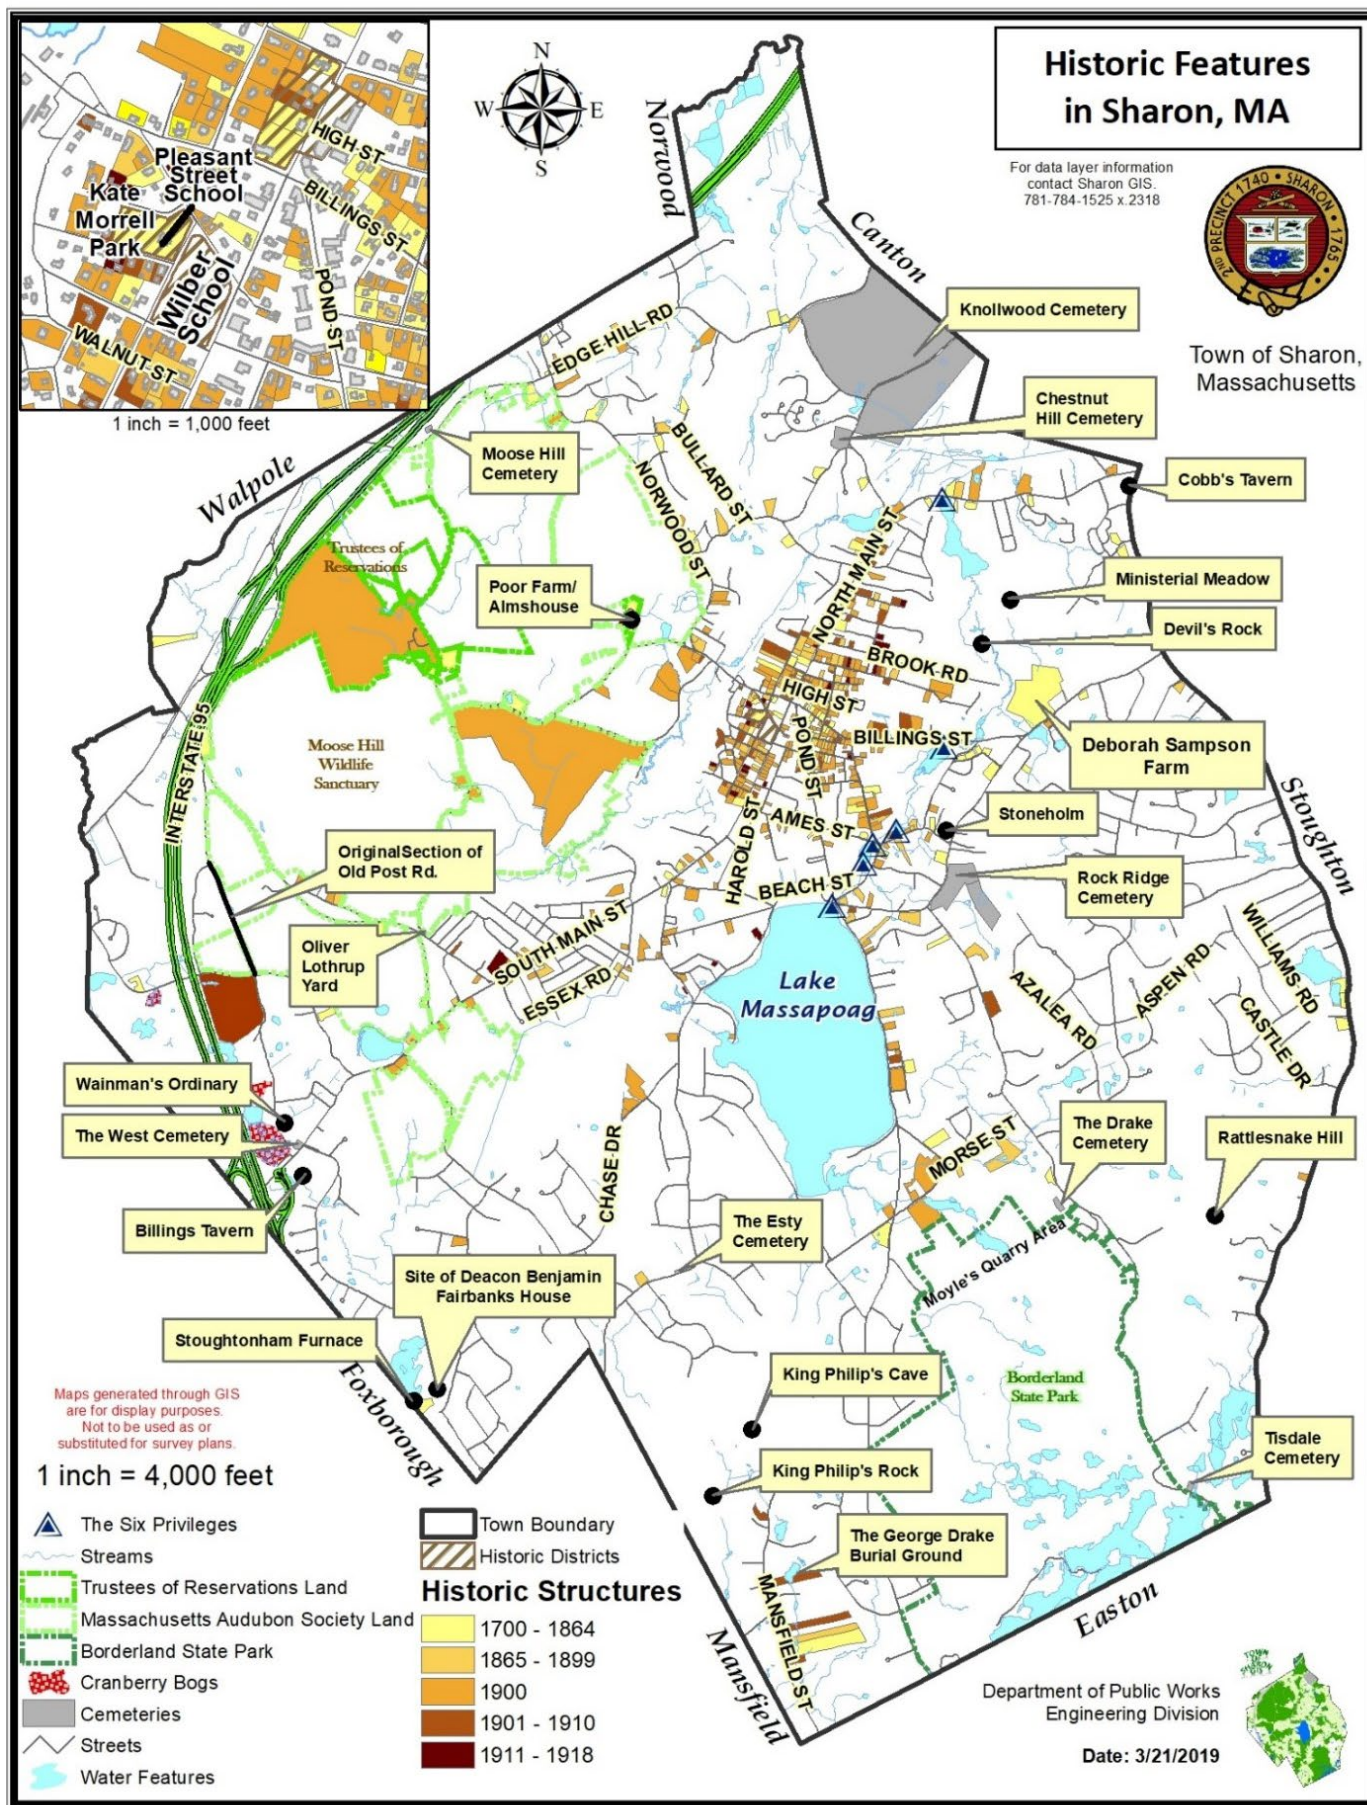 Historic Features
in Sharon, MA
For data layer information
contact Sharon GIS.
781-784-1525 x.2318
2ND PRECINCT 1740 • SHARON • 1765 •
Town of Sharon,
Massachusetts
N
W E
S
HIGH ST
Pleasant
Street
School
BILLINGS ST
Kate
Morrell
Park
Wilber
School
POND ST
WALNUT ST
1 inch = 1,000 feet
Norwood
Canton
Walpole
Stoughton
Foxborough
Mansfield
Easton
Knollwood Cemetery
EDGE HILL RD
Chestnut
Hill Cemetery
Moose Hill
Cemetery
BULLARD ST
NORWOOD ST
Cobb's Tavern
NORTH MAIN ST
Trustees of
Reservations
Poor Farm/
Almshouse
Ministerial Meadow
Devil's Rock
BROOK RD
HIGH ST
POND ST
BILLINGS ST
Deborah Sampson
Farm
INTERSTATE 95
Moose Hill
Wildlife
Sanctuary
Stoneholm
AMES ST
HAROLD ST
BEACH ST
OriginalSection of
Old Post Rd.
Rock Ridge
Cemetery
Oliver
Lothrup
Yard
SOUTH MAIN ST
ESSEX RD
Lake
Massapoag
AZALEA RD
ASPEN RD
WILLIAMS RD
CASTLE DR
Wainman's Ordinary
The West Cemetery
Billings Tavern
CHASE DR
MORSE ST
The Drake
Cemetery
Rattlesnake Hill
The Esty
Cemetery
Moyle's Quarry Area
Site of Deacon Benjamin
Fairbanks House
Stoughtonham Furnace
King Philip's Cave
Borderland
State Park
King Philip's Rock
Tisdale
Cemetery
The George Drake
Burial Ground
MANSFIELD ST
Maps generated through GIS
are for display purposes.
Not to be used as or
substituted for survey plans.
1 inch = 4,000 feet
The Six Privileges
Streams
Trustees of Reservations Land
Massachusetts Audubon Society Land
Borderland State Park
Cranberry Bogs
Cemeteries
Streets
Water Features
Town Boundary
Historic Districts
Historic Structures
1700 - 1864
1865 - 1899
1900
1901 - 1910
1911 - 1918
Department of Public Works
Engineering Division
Date: 3/21/2019